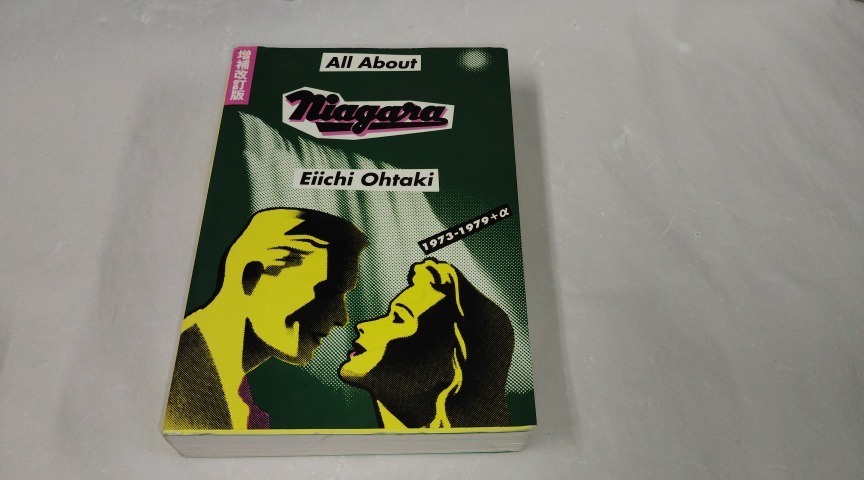 増補改訂版
All About
Niagara
Eiichi Ohtaki
1973-1979+α